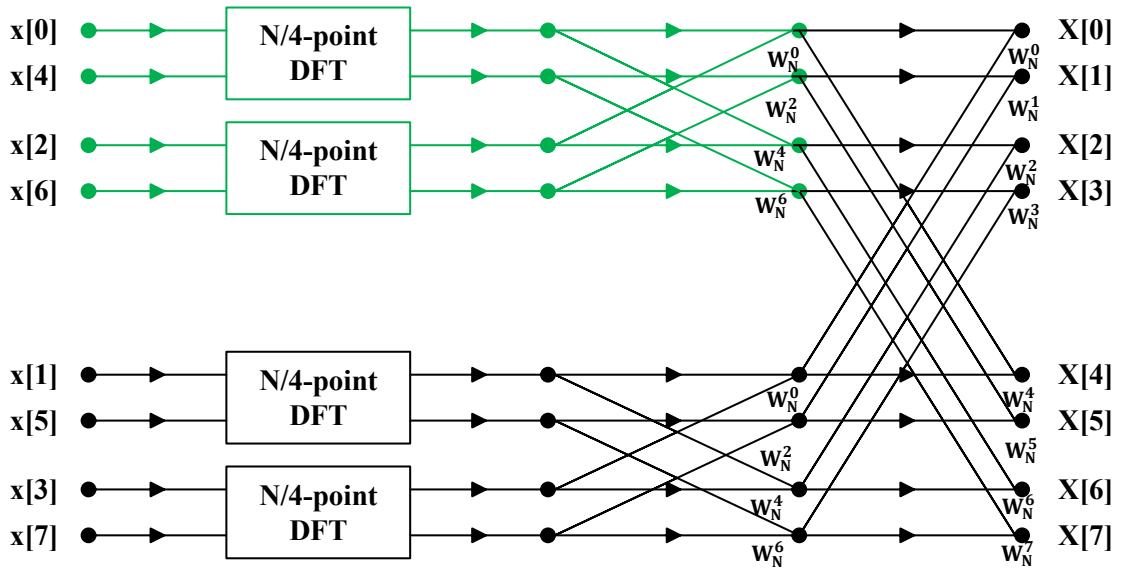 x[0] N/4-point DFT X[0]
W_N^0 W_N^0
x[4] X[1]
W_N^2 W_N^1
x[2] N/4-point DFT X[2]
W_N^4 W_N^2
x[6] X[3]
W_N^6 W_N^3
x[1] N/4-point DFT X[4]
W_N^0 W_N^4
x[5] X[5]
W_N^2 W_N^5
x[3] N/4-point DFT X[6]
W_N^4 W_N^6
x[7] X[7]
W_N^6 W_N^7